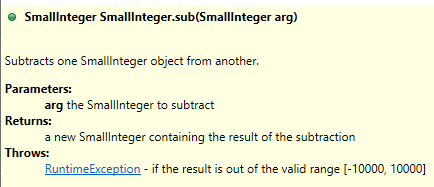 SmallInteger SmallInteger.sub(SmallInteger arg)
Subtracts one SmallInteger object from another.
Parameters:
arg the SmallInteger to subtract
Returns:
a new SmallInteger containing the result of the subtraction
Throws:
RuntimeException - if the result is out of the valid range [-10000, 10000]